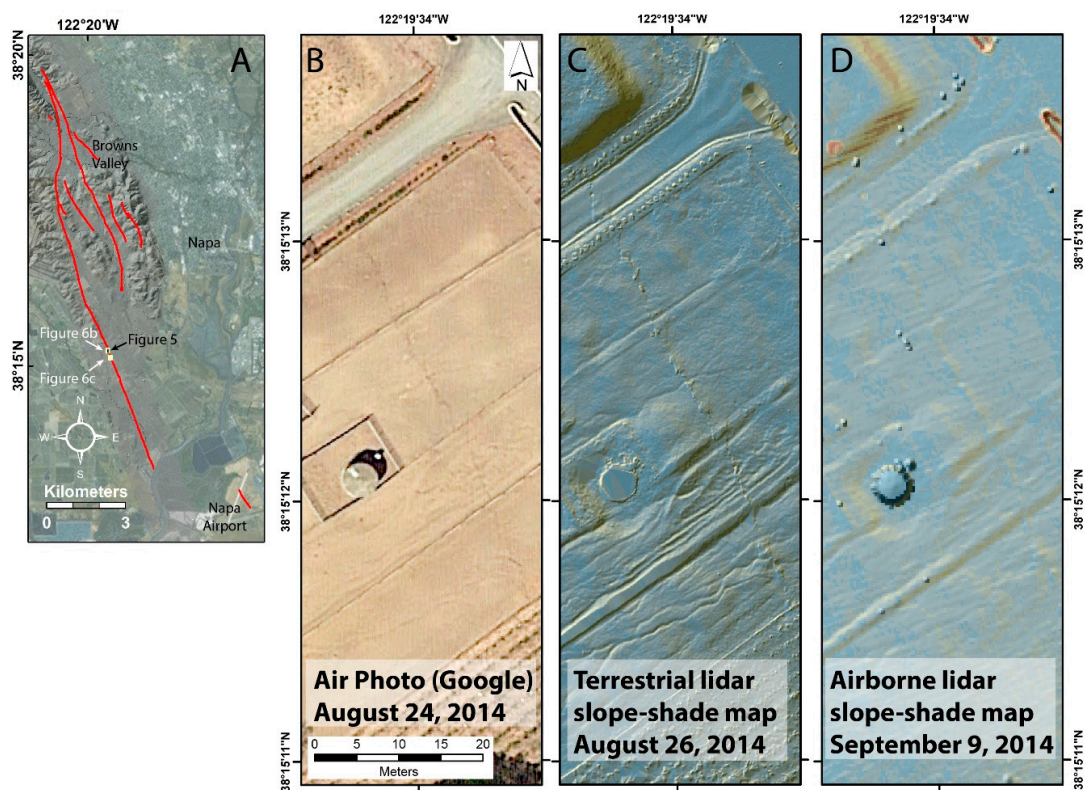 122°20'W
38°20'N
38°15'N
A
Browns
Valley
Napa
Figure 6b
Figure 5
Figure 6c
N
W
E
S
Kilometers
0
3
Napa
Airport
122°19'34"W
B
N
38°15'13"N
38°15'12"N
38°15'11"N
Air Photo (Google)
August 24, 2014
0 5 10 15 20
Meters
122°19'34"W
C
Terrestrial lidar
slope-shade map
August 26, 2014
122°19'34"W
D
38°15'13"N
38°15'12"N
38°15'11"N
Airborne lidar
slope-shade map
September 9, 2014